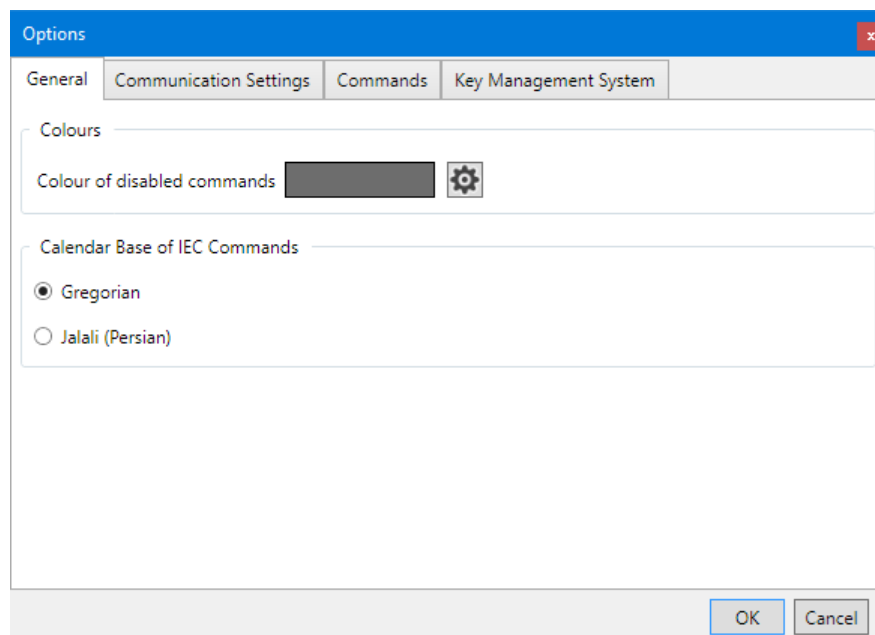 Options
x
General Communication Settings Commands Key Management System
Colours
Colour of disabled commands
Calendar Base of IEC Commands
Gregorian
Jalali (Persian)
OK Cancel